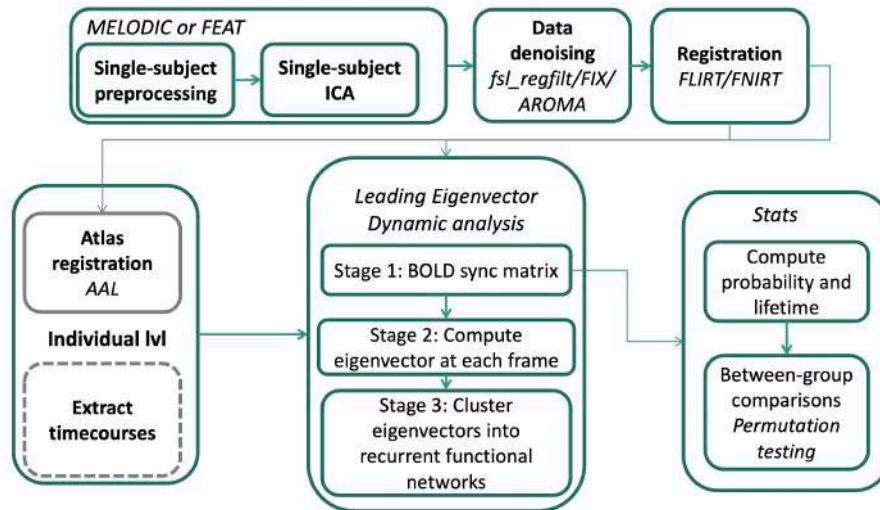 MELODIC or FEAT
Single-subject
preprocessing
Single-subject
ICA
Data
denoising
fsl_regfilt/FIX/
AROMA
Registration
FLIRT/FNIRT
Atlas
registration
AAL
Individual lvl
Extract
timecourses
Leading Eigenvector
Dynamic analysis
Stage 1: BOLD sync matrix
Stage 2: Compute
eigenvector at each frame
Stage 3: Cluster
eigenvectors into
recurrent functional
networks
Stats
Compute
probability and
lifetime
Between-group
comparisons
Permutation
testing